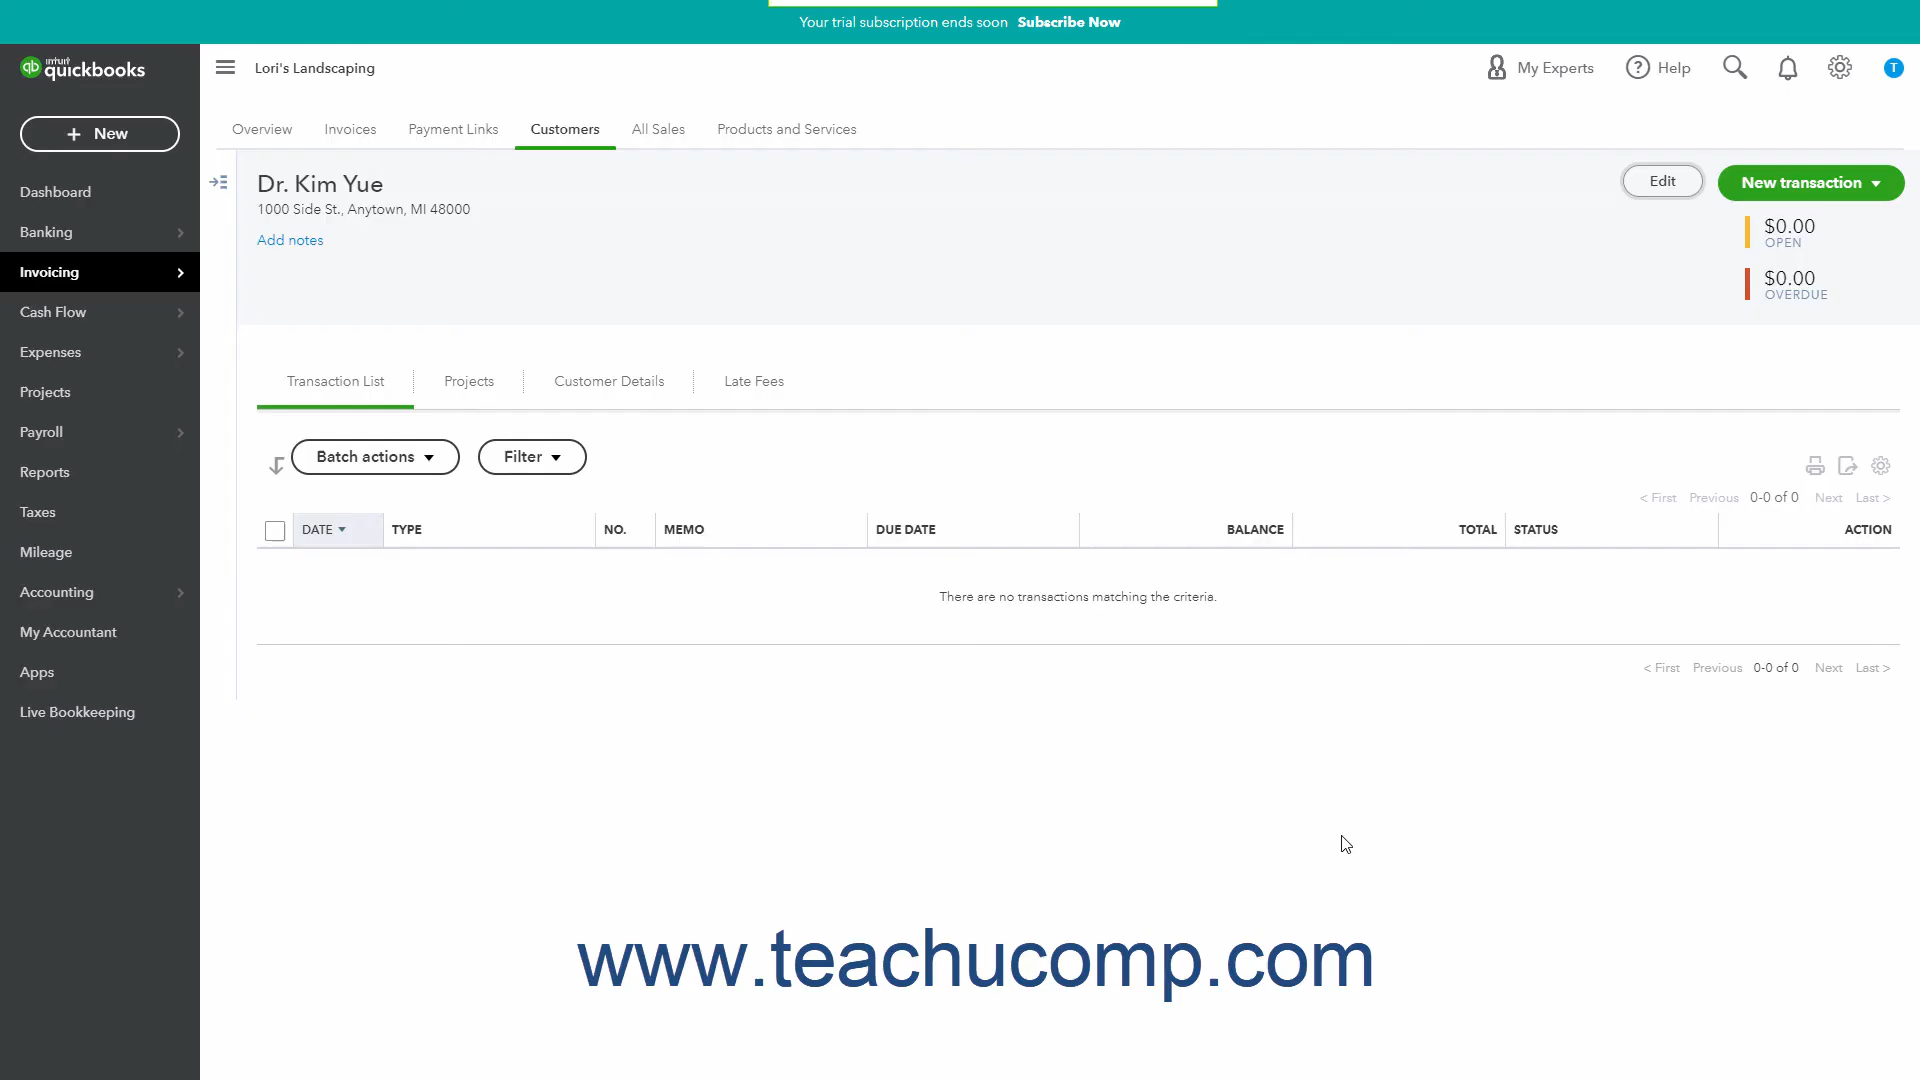 Your trial subscription ends soon Subscribe Now
intuit
quickbooks
Lori's Landscaping
My Experts
Help
T
New
Overview
Invoices
Payment Links
Customers
All Sales
Products and Services
Dashboard
Banking
Invoicing
Cash Flow
Expenses
Projects
Payroll
Reports
Taxes
Mileage
Accounting
My Accountant
Apps
Live Bookkeeping
Dr. Kim Yue
1000 Side St., Anytown, MI 48000
Add notes
Edit
New transaction
$0.00
OPEN
$0.00
OVERDUE
Transaction List
Projects
Customer Details
Late Fees
Batch actions
Filter
< First Previous 0-0 of 0 Next Last >
DATE TYPE NO. MEMO DUE DATE BALANCE TOTAL STATUS ACTION
There are no transactions matching the criteria.
< First Previous 0-0 of 0 Next Last >
www.teachucomp.com